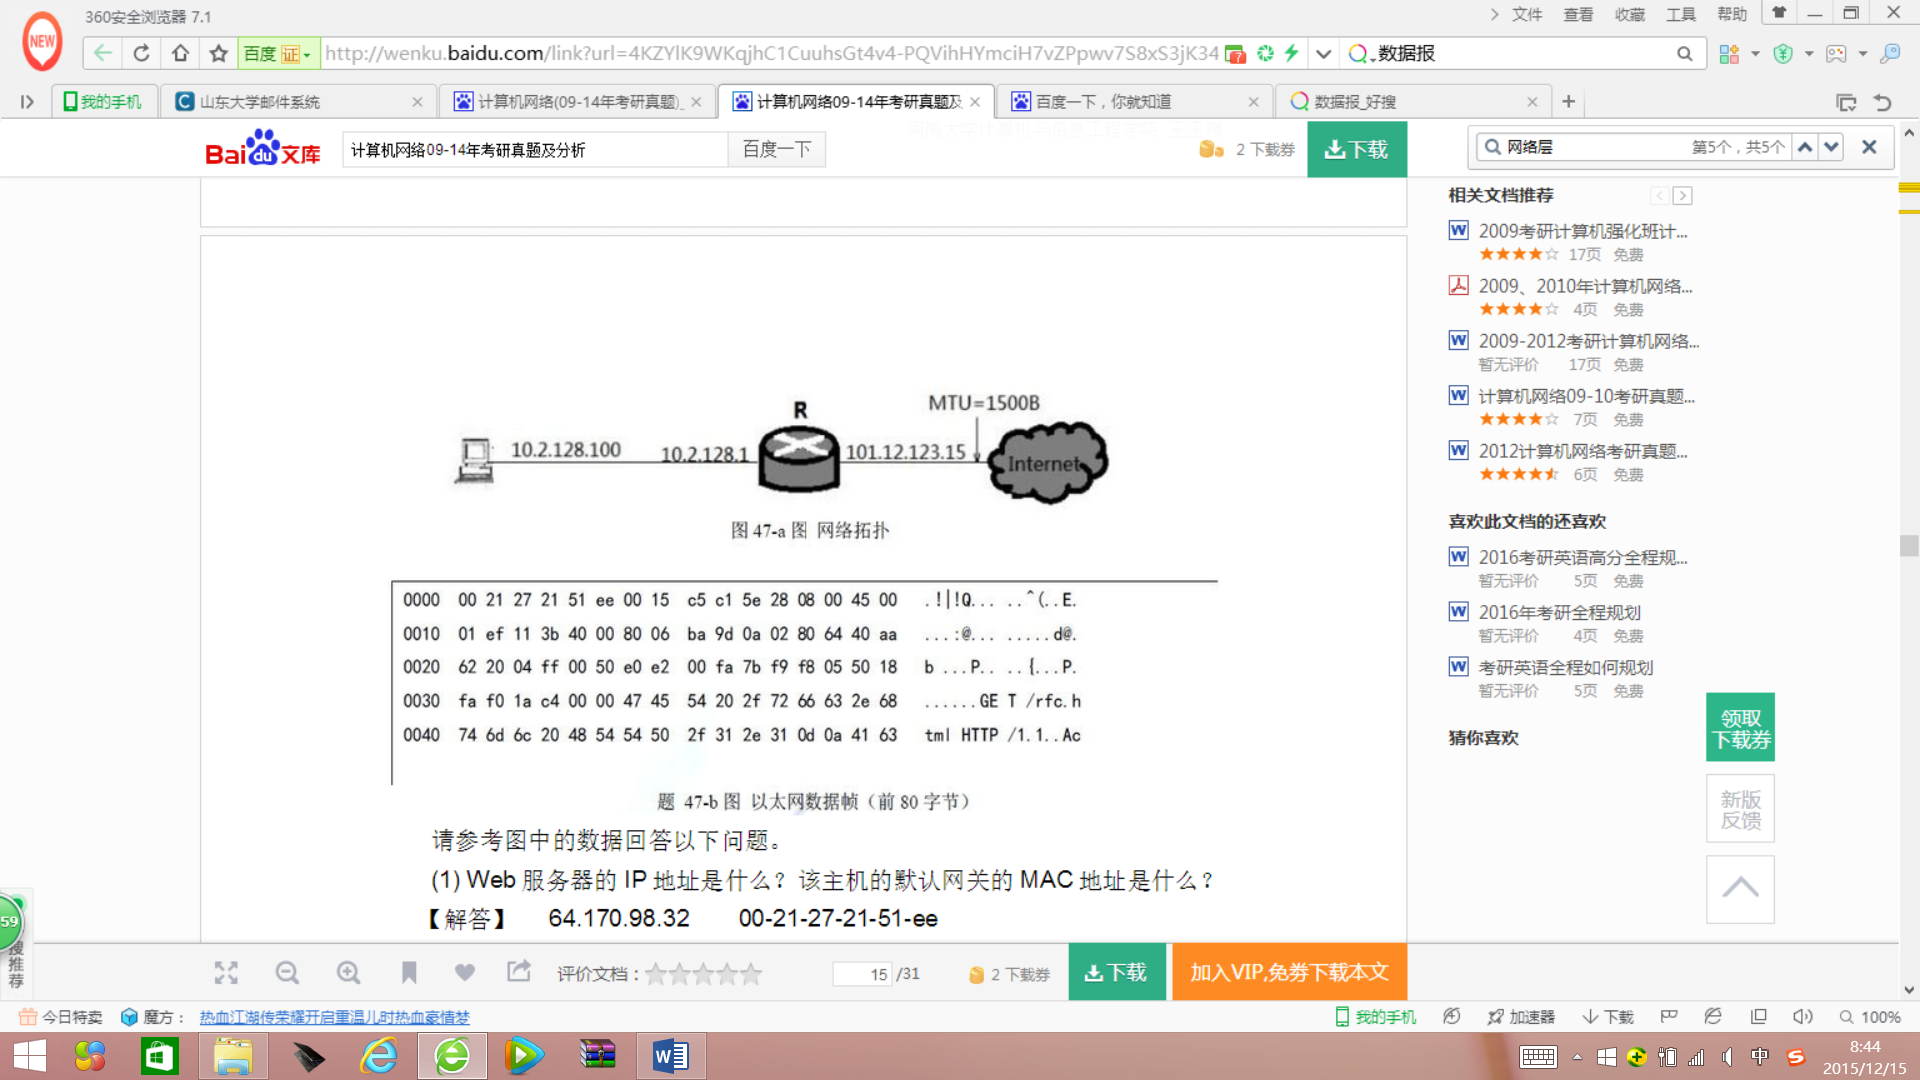 360安全浏览器 7.1
文件 查看 收藏 工具 帮助
NEW
百度 证
http://wenku.baidu.com/link?url=4KZYlK9WKqjhC1CuuhsGt4v4-PQVihHYmciH7vZPpwv7S8xS3jK34
数据报
我的手机
山东大学邮件系统
计算机网络(09-14年考研真题)_
计算机网络09-14年考研真题及
百度一下，你就知道
数据报_好搜
Bai du 文库
计算机网络09-14年考研真题及分析
百度一下
2 下载券
下载
网络层
第5个，共5个
相关文档推荐
2009考研计算机强化班计...
17页 免费
2009、2010年计算机网络...
4页 免费
2009-2012考研计算机网络...
暂无评价 17页 免费
计算机网络09-10考研真题...
7页 免费
2012计算机网络考研真题...
6页 免费
喜欢此文档的还喜欢
2016考研英语高分全程规...
暂无评价 5页 免费
2016年考研全程规划
暂无评价 4页 免费
考研英语全程如何规划
暂无评价 5页 免费
猜你喜欢
领取
下载券
新版
反馈
R
MTU=1500B
10.2.128.100
10.2.128.1
101.12.123.15
Internet
图 47-a 图 网络拓扑
0000 00 21 27 21 51 ee 00 15 c5 c1 5e 28 08 00 45 00 .!|!Q... ..^(..E.
0010 01 ef 11 3b 40 00 80 06 ba 9d 0a 02 80 64 40 aa ...:@... .....d@.
0020 62 20 04 ff 00 50 e0 e2 00 fa 7b f9 f8 05 50 18 b ...P.. ..{...P.
0030 fa f0 1a c4 00 00 47 45 54 20 2f 72 66 63 2e 68 ......GE T /rfc.h
0040 74 6d 6c 20 48 54 54 50 2f 31 2e 31 0d 0a 41 63 tml HTTP /1.1..Ac
题 47-b 图 以太网数据帧（前 80 字节）
请参考图中的数据回答以下问题。
(1) Web 服务器的 IP 地址是什么？该主机的默认网关的 MAC 地址是什么？
【解答】 64.170.98.32 00-21-27-21-51-ee
59
搜
推
荐
评价文档：
15 /31
2 下载券
下载
加入VIP,免券下载本文
今日特卖
魔方：
热血江湖传荣耀开启重温儿时热血豪情梦
我的手机
加速器
下载
100%
W
中
8:44
2015/12/15